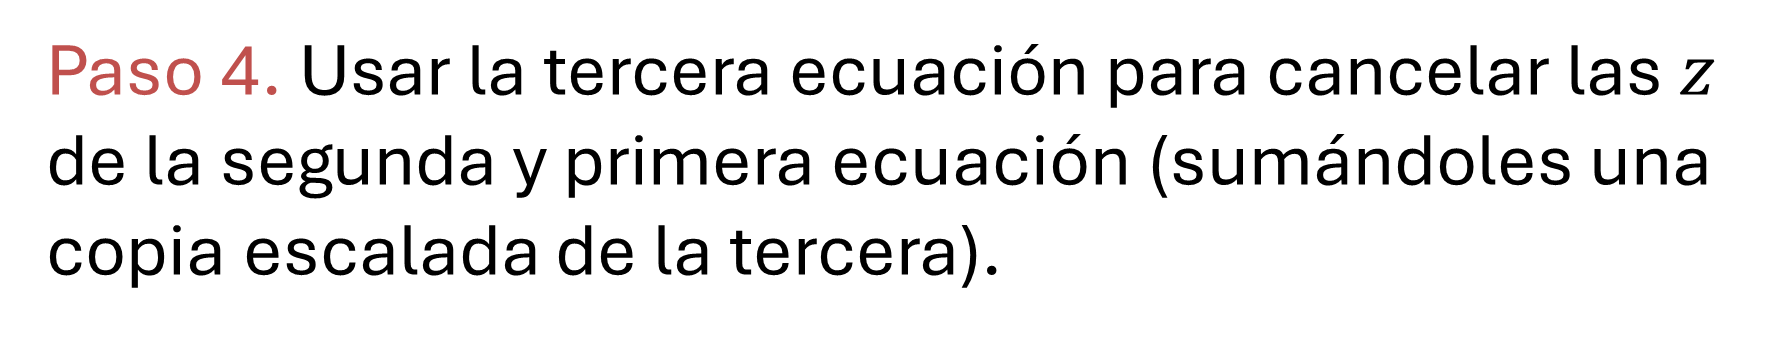 Paso 4. Usar la tercera ecuación para cancelar las z
de la segunda y primera ecuación (sumándoles una
copia escalada de la tercera).